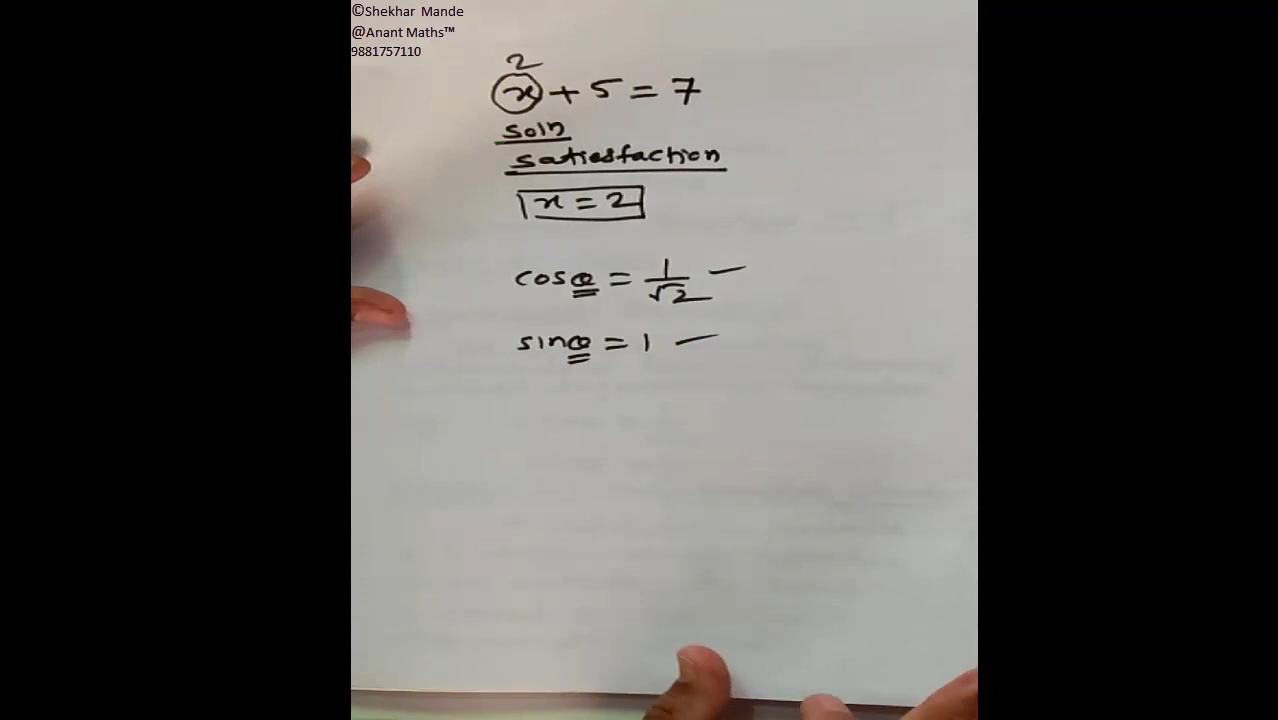 ©Shekhar Mande
@Anant Maths™
9881757110
2
x + 5 = 7
soln
satiesfaction
x = 2
cosθ = 1/√2 —
sinθ = 1 —